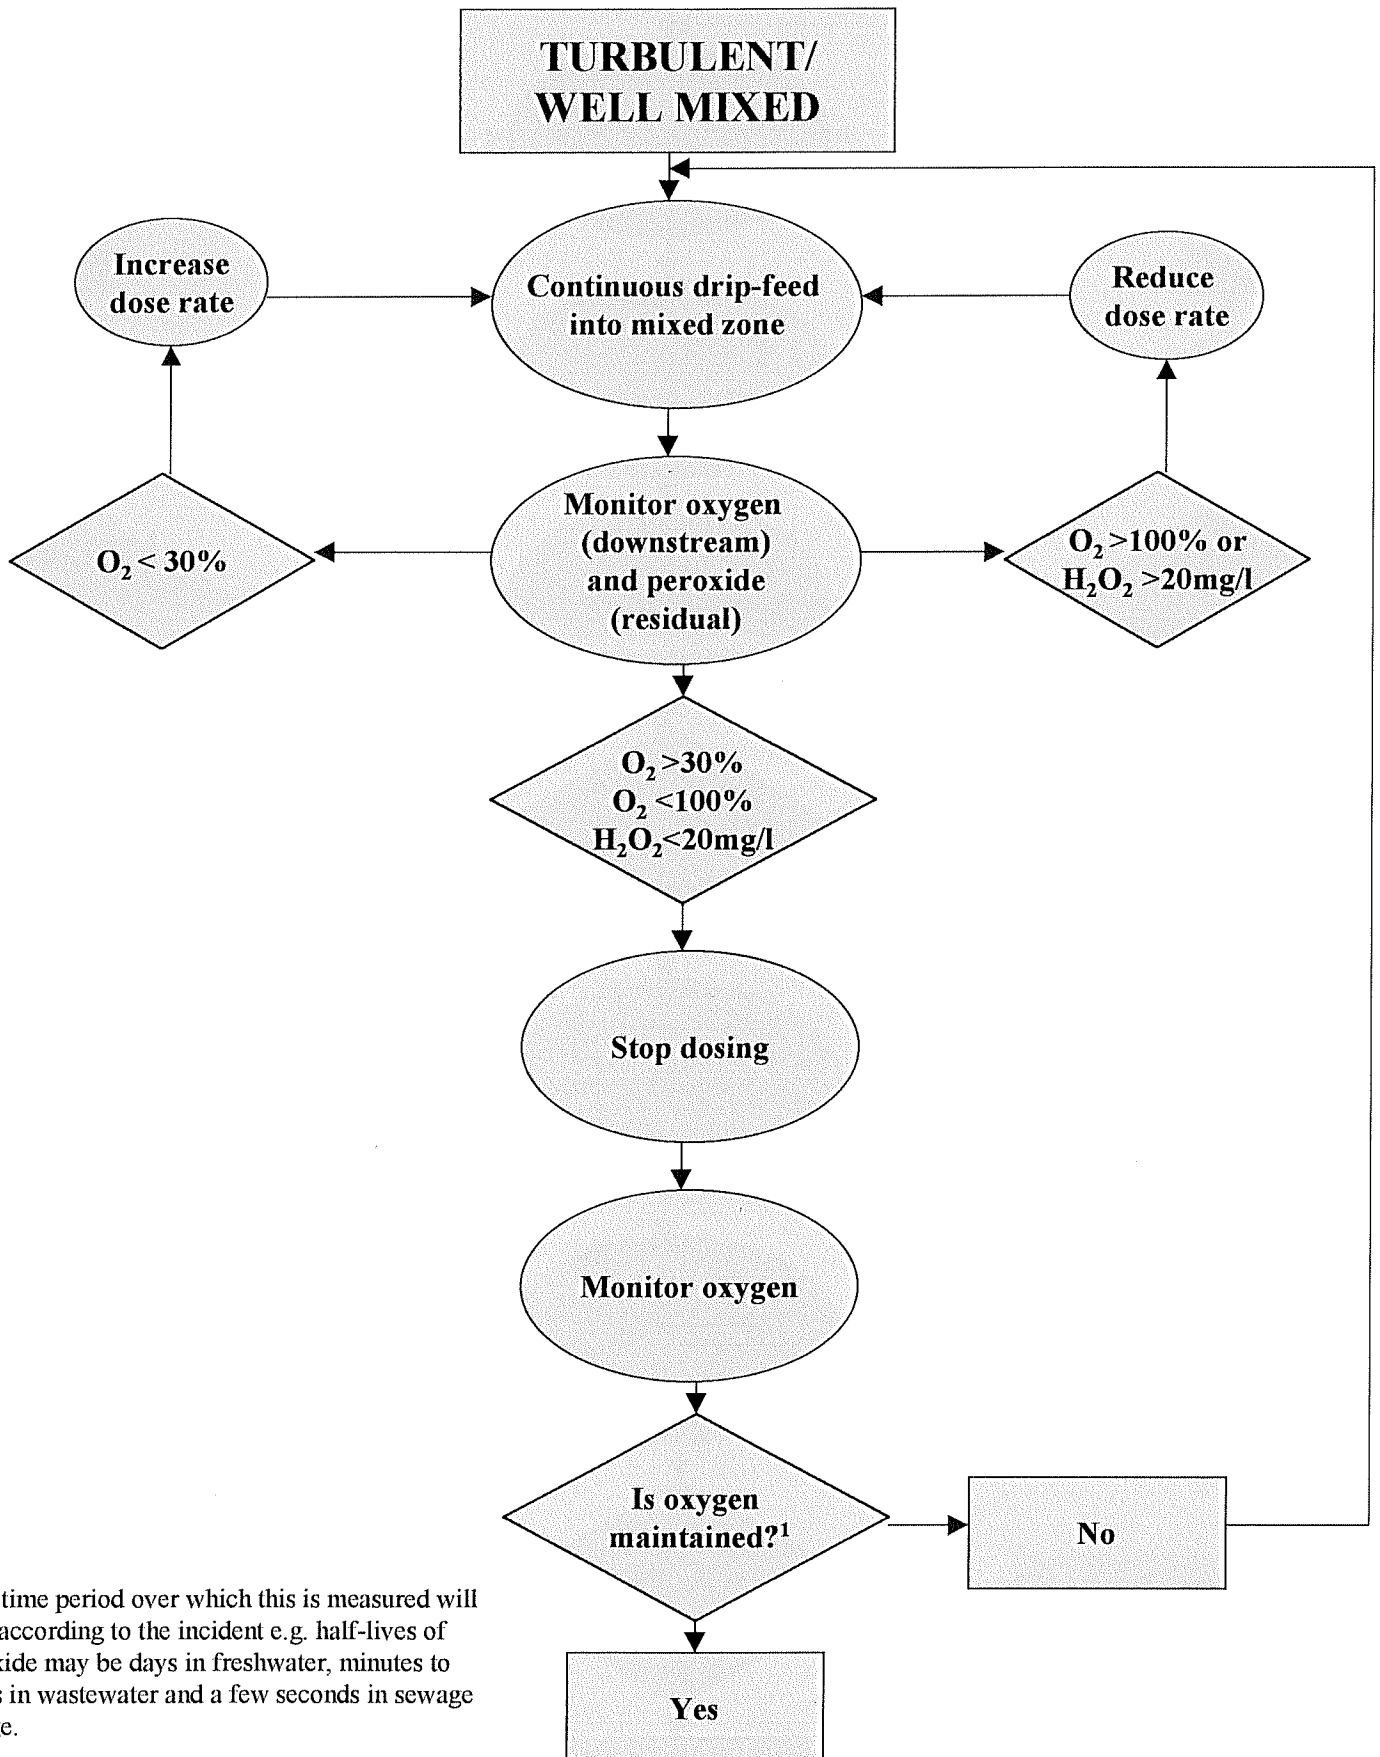 TURBULENT/
WELL MIXED
Increase
dose rate
Continuous drip-feed
into mixed zone
Reduce
dose rate
O₂ < 30%
Monitor oxygen
(downstream)
and peroxide
(residual)
O₂ >100% or
H₂O₂ >20mg/l
O₂ >30%
O₂ <100%
H₂O₂<20mg/l
Stop dosing
Monitor oxygen
Is oxygen
maintained?¹
No
time period over which this is measured will
according to the incident e.g. half-lives of
may be days in freshwater, minutes to
in wastewater and a few seconds in sewage
Yes